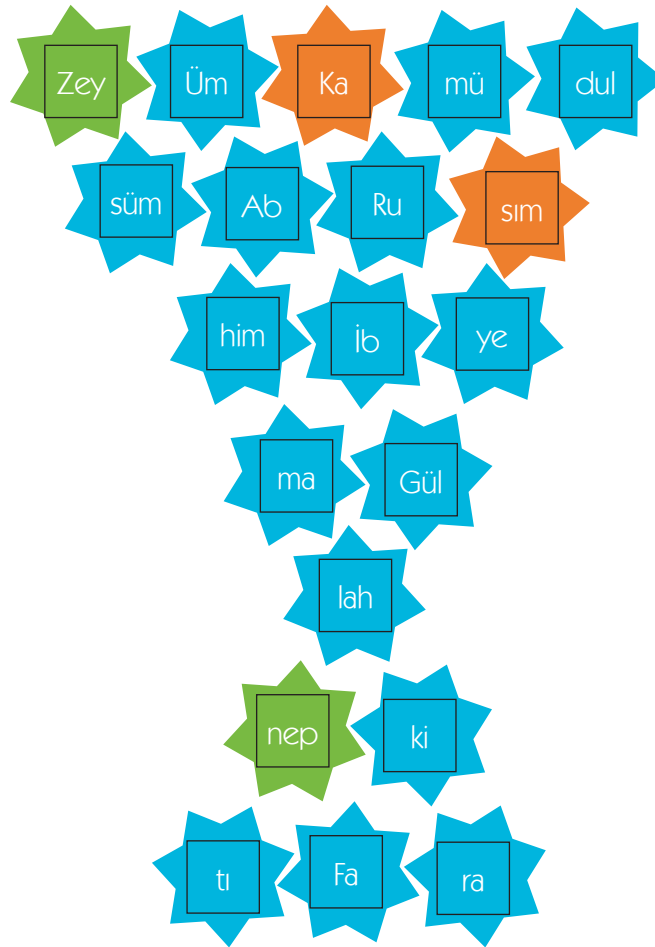 Zey Üm Ka mü dul
süm Ab Ru sım
him İb ye
ma Gül
lah
nep ki
tı Fa ra